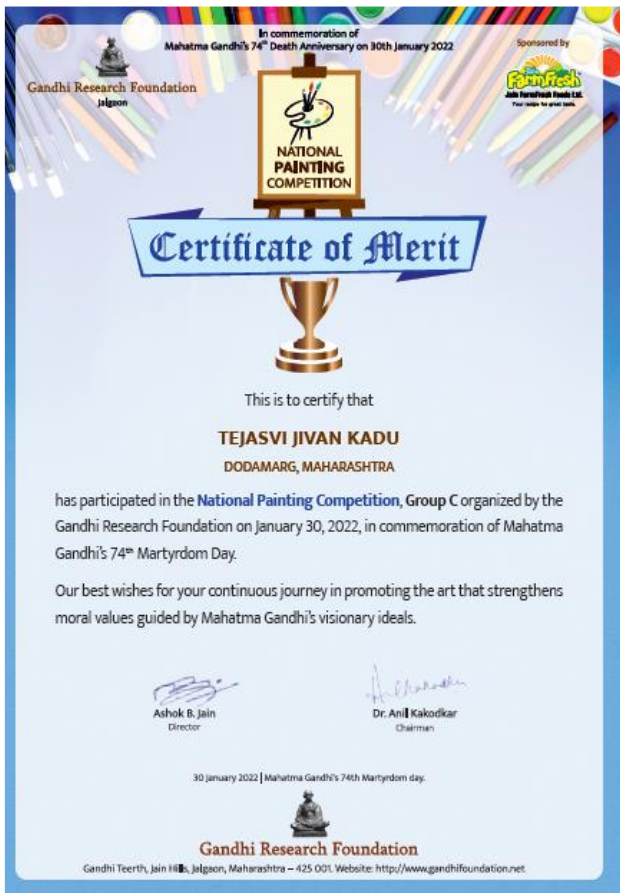 In commemoration of
Mahatma Gandhi's 74th Death Anniversary on 30th January 2022
Gandhi Research Foundation
Jalgaon
Sponsored by
FarmFresh
Jain FarmFresh Foods Ltd.
Your recipe for great taste.
NATIONAL
PAINTING
COMPETITION
Certificate of Merit
This is to certify that
TEJASVI JIVAN KADU
DODAMARG, MAHARASHTRA
has participated in the National Painting Competition, Group C organized by the
Gandhi Research Foundation on January 30, 2022, in commemoration of Mahatma
Gandhi's 74th Martyrdom Day.
Our best wishes for your continuous journey in promoting the art that strengthens
moral values guided by Mahatma Gandhi's visionary ideals.
Ashok B. Jain
Director
Dr. Anil Kakodkar
Chairman
30 January 2022 | Mahatma Gandhi's 74th Martyrdom day.
Gandhi Research Foundation
Gandhi Teerth, Jain Hills, Jalgaon, Maharashtra – 425 001. Website: http://www.gandhifoundation.net